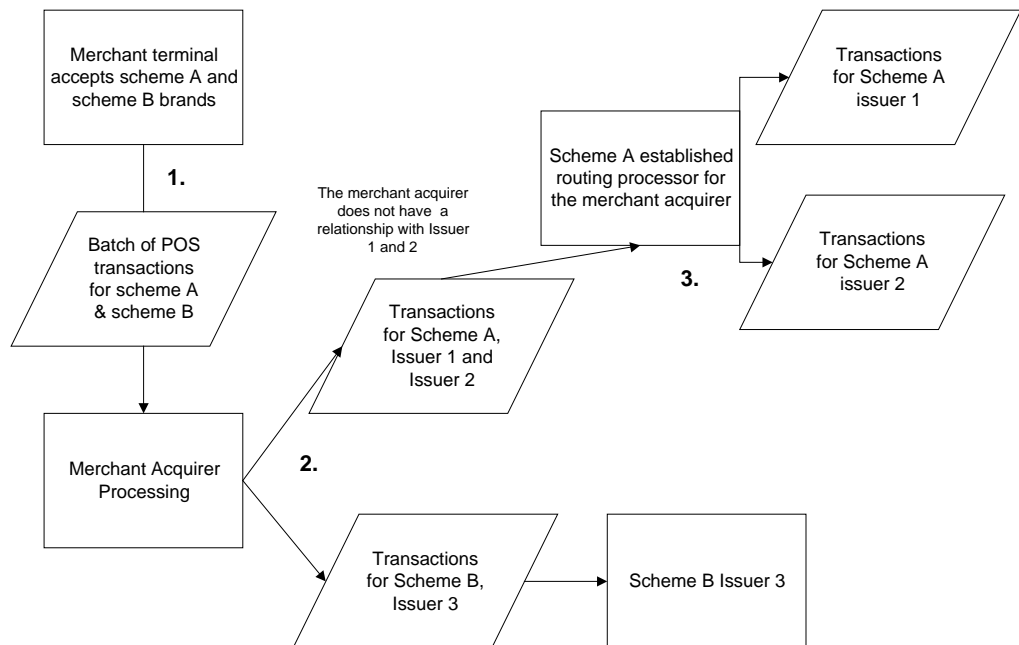 Merchant terminal
accepts scheme A and
scheme B brands
1.
Batch of POS
transactions
for scheme A
& scheme B
Merchant Acquirer
Processing
2.
The merchant acquirer
does not have a
relationship with Issuer
1 and 2
Transactions
for Scheme A,
Issuer 1 and
Issuer 2
Transactions
for Scheme B,
Issuer 3
Scheme B Issuer 3
Scheme A established
routing processor for
the merchant acquirer
3.
Transactions
for Scheme A
issuer 1
Transactions
for Scheme A
issuer 2